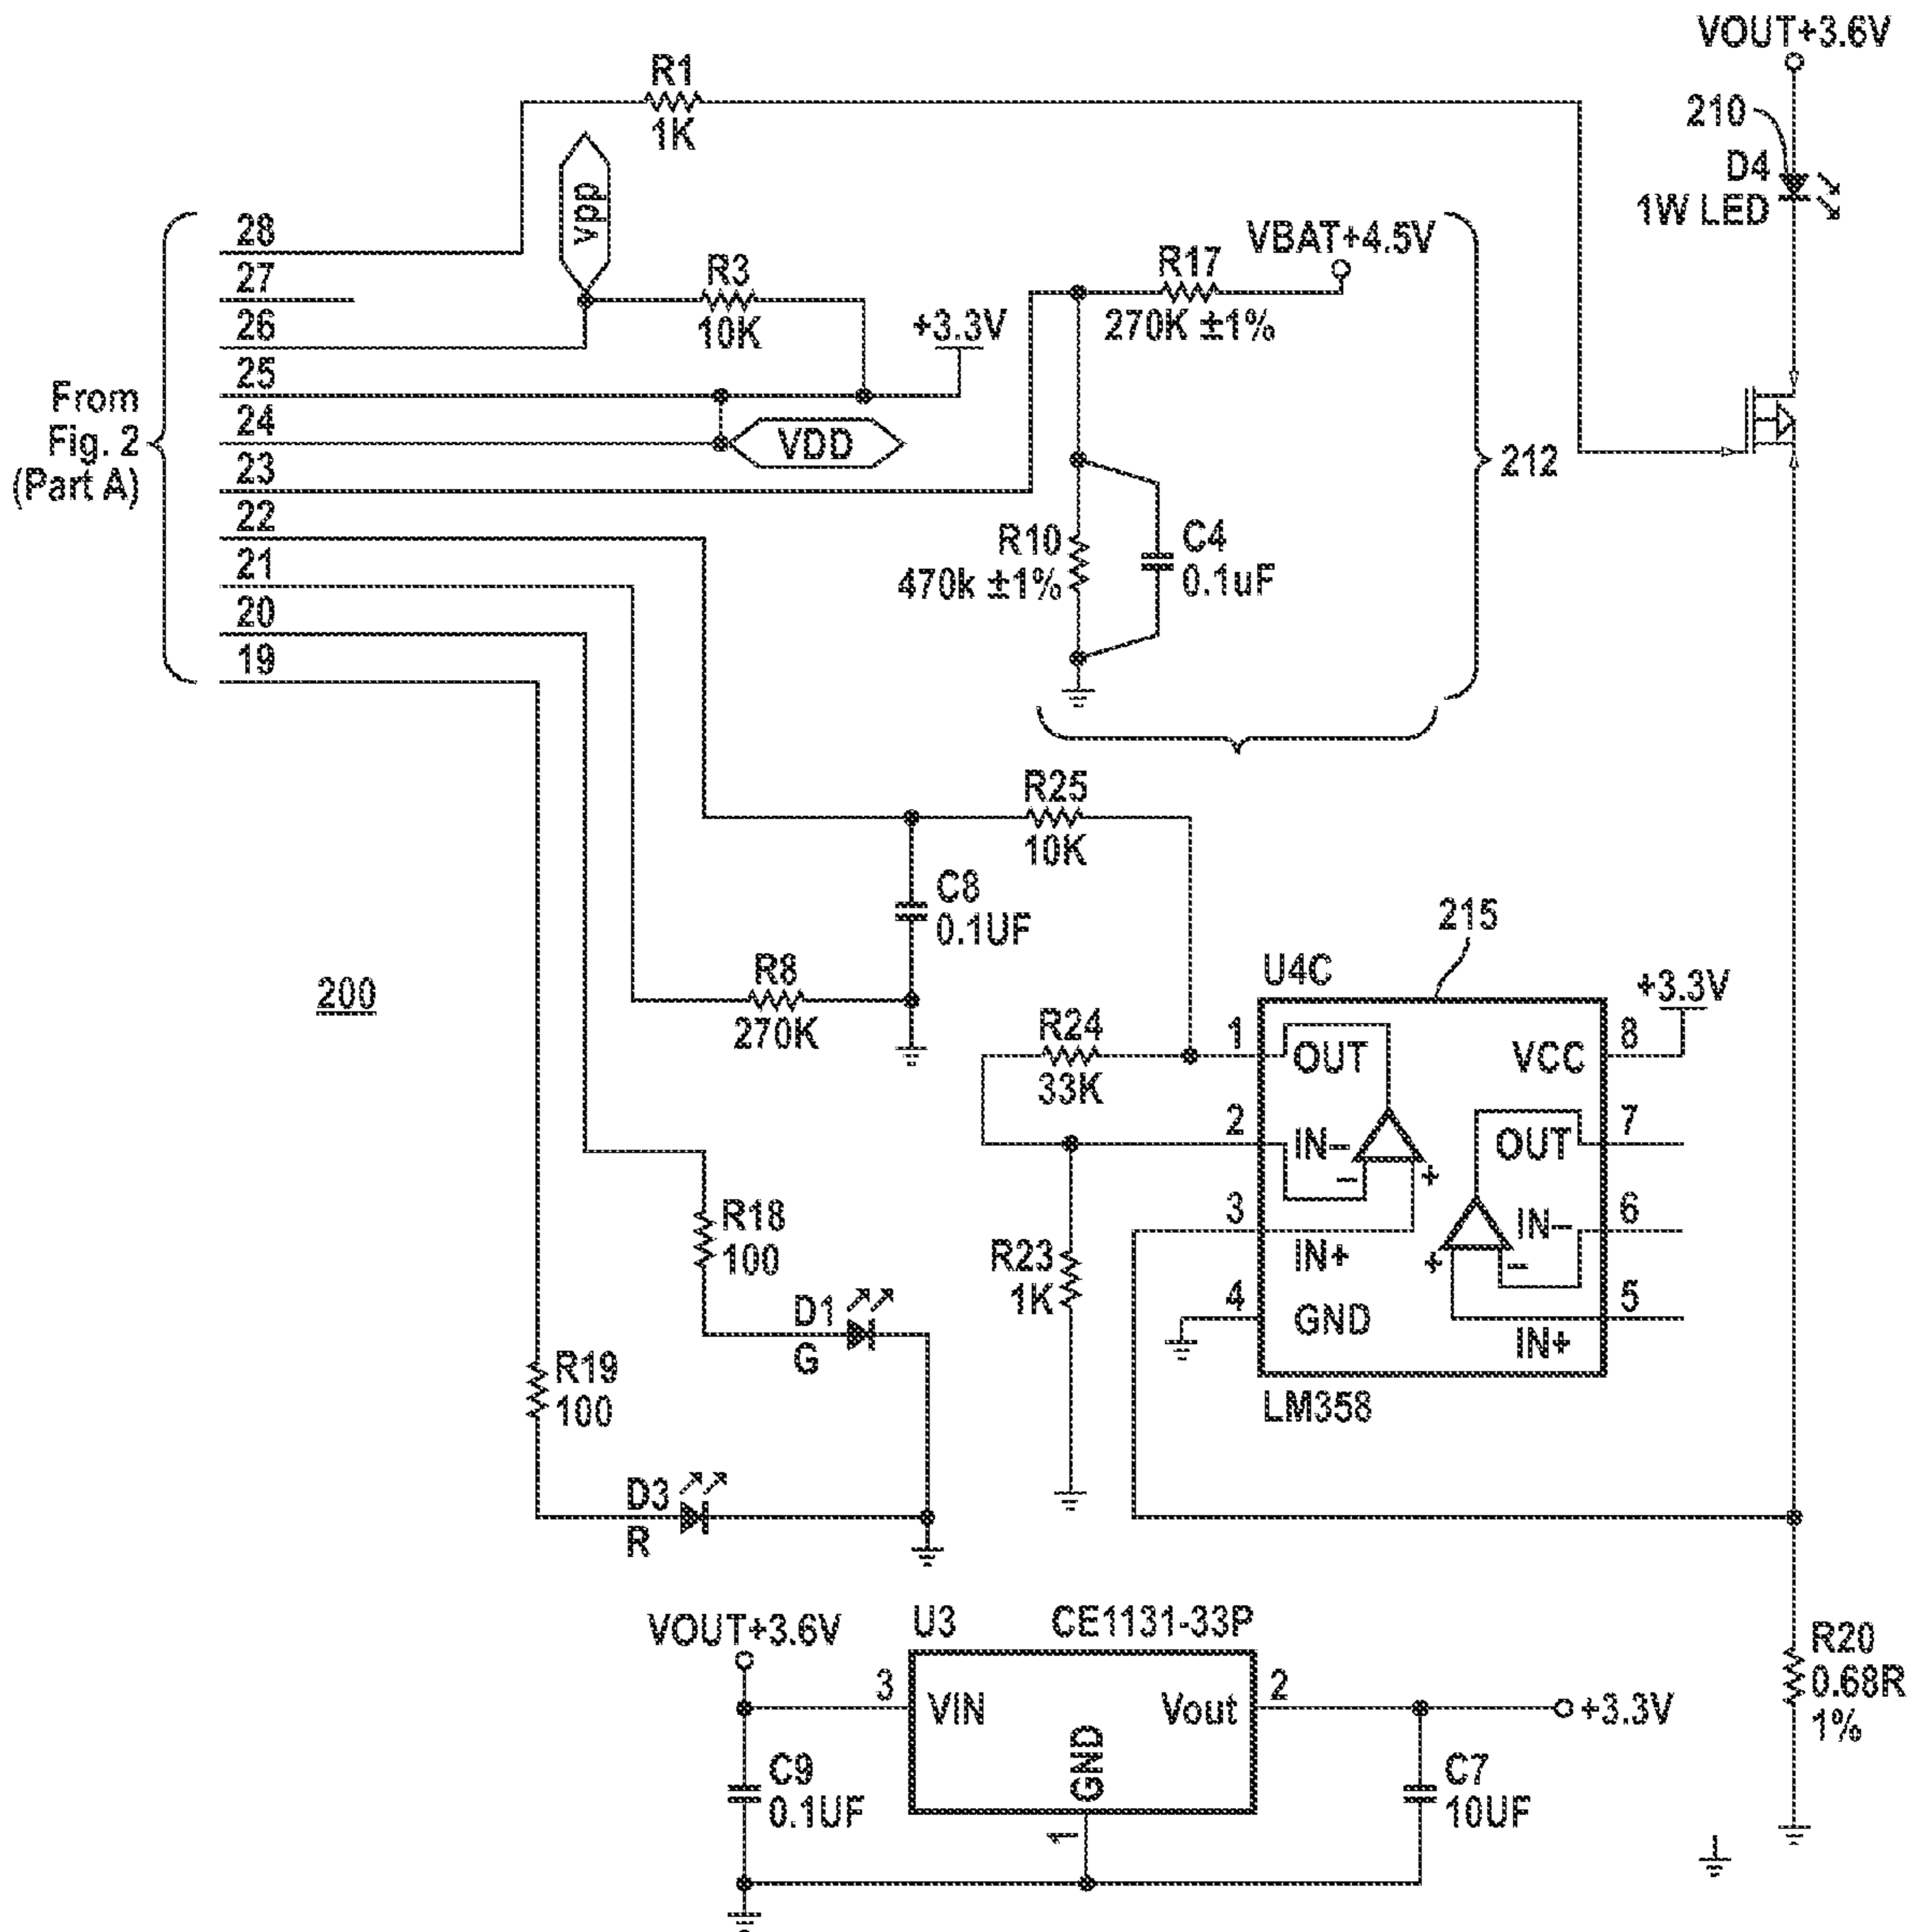 VOUT+3.6V
R1
1K
210
D4
1W LED
Vpp
28
27
26
25
24
23
22
21
20
19
From
Fig. 2
(Part A)
R3
10K
+3.3V
VDD
R17
270K ±1%
VBAT+4.5V
212
R10
470k ±1%
C4
0.1uF
R25
10K
C8
0.1UF
R8
270K
200
215
U4C
+3.3V
R24
33K
1
OUT
VCC
8
2
IN-
-
+
OUT
7
3
IN+
IN-
6
+
-
4
GND
IN+
5
LM358
R23
1K
R18
100
D1
G
R19
100
D3
R
VOUT+3.6V
U3
CE1131-33P
3
VIN
Vout
2
GND
1
+3.3V
C9
0.1UF
C7
10UF
R20
0.68R
1%